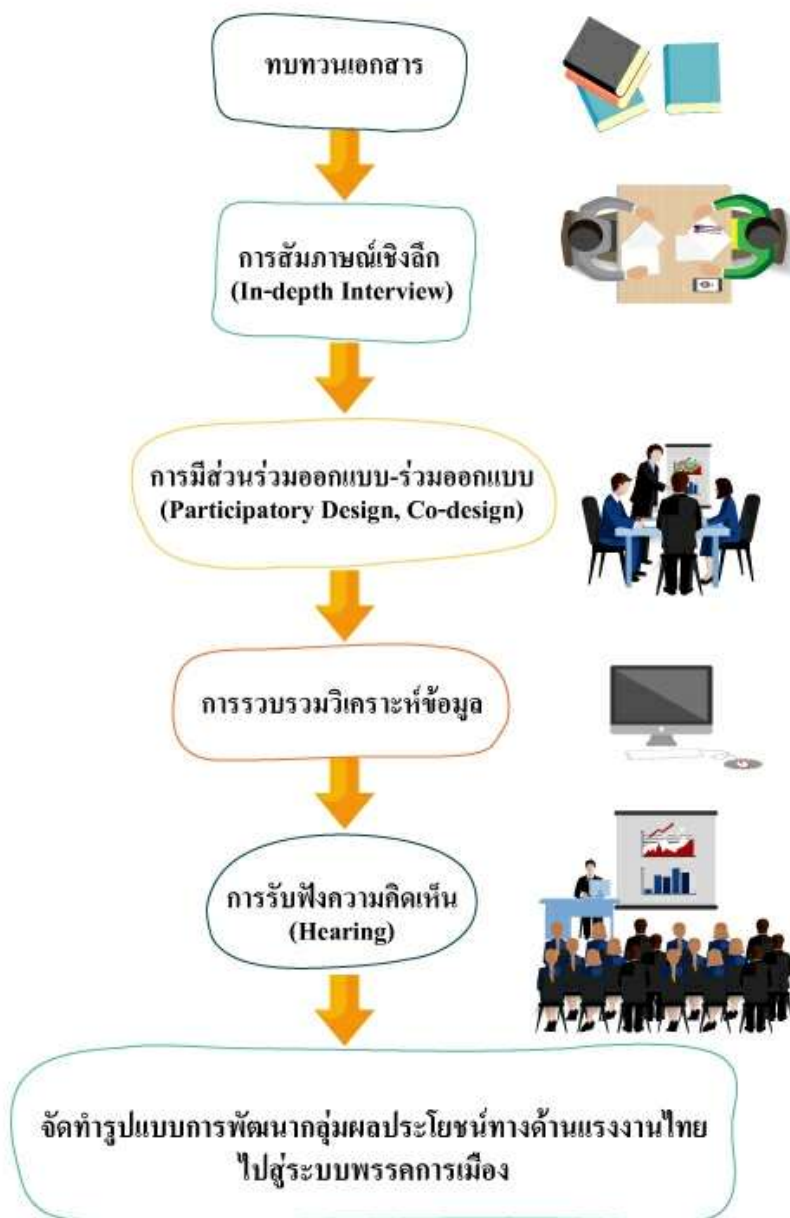 ทบทวนเอกสาร
การสัมภาษณ์เชิงลึก
(In-depth Interview)
การมีส่วนร่วมออกแบบ-ร่วมออกแบบ
(Participatory Design, Co-design)
การรวบรวมวิเคราะห์ข้อมูล
การรับฟังความคิดเห็น
(Hearing)
จัดทำรูปแบบการพัฒนากลุ่มผลประโยชน์ทางด้านแรงงานไทย
ไปสู่ระบบพรรคการเมือง